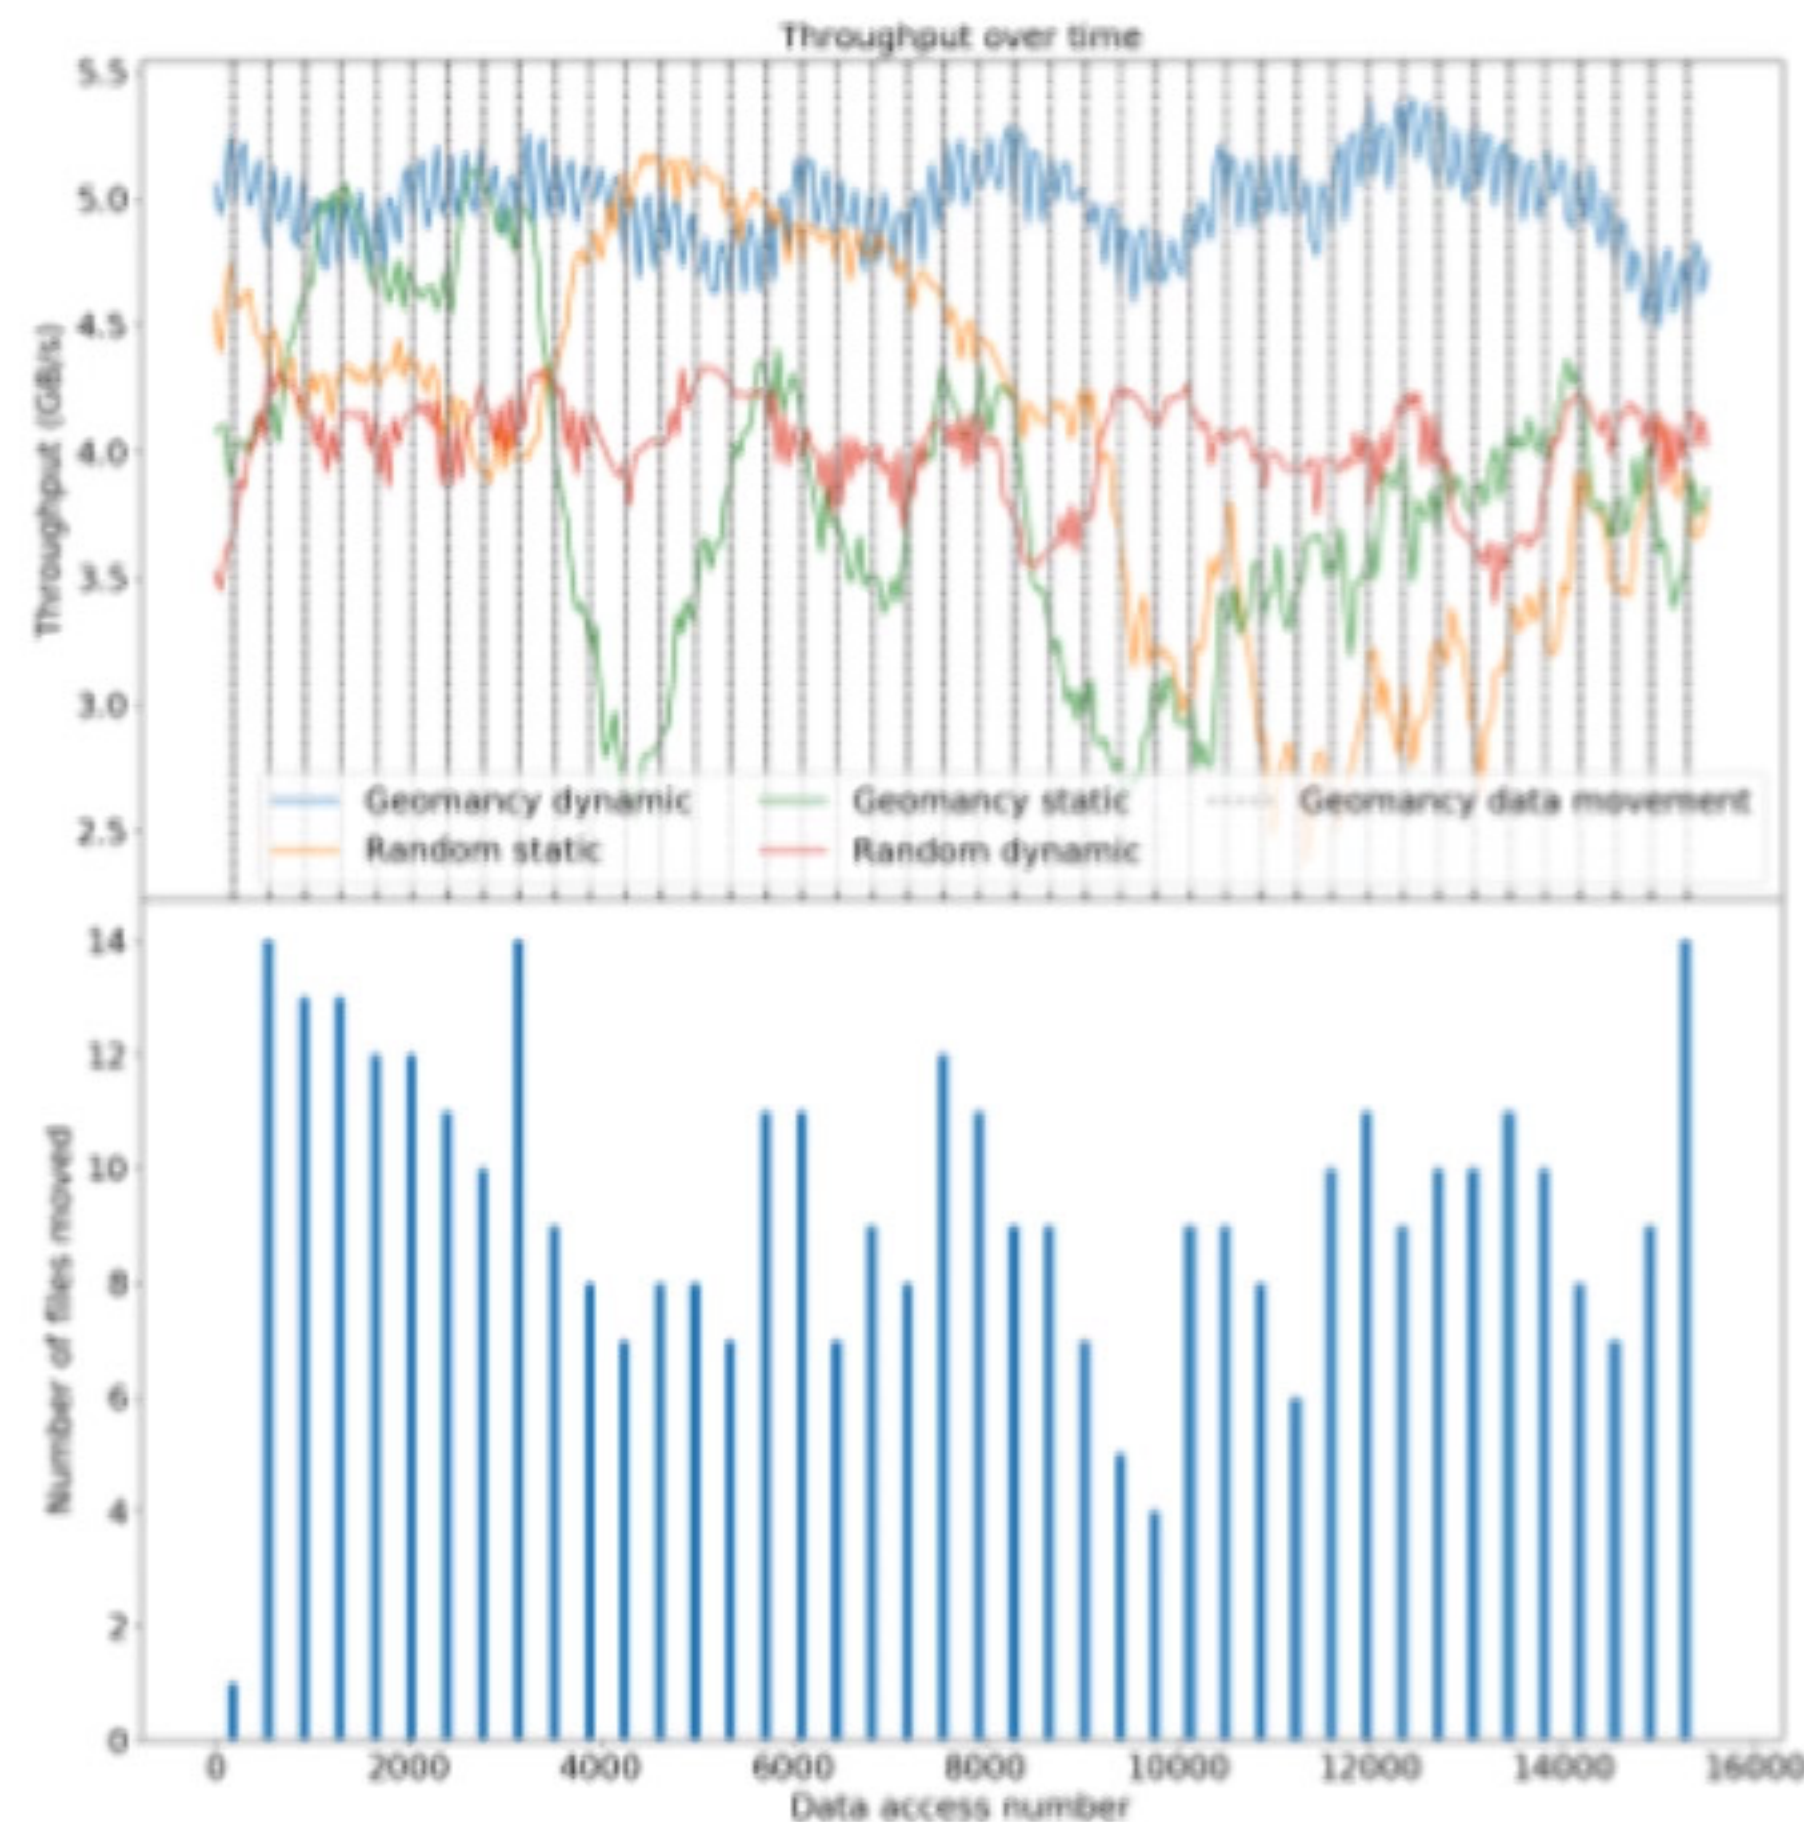 Throughput over time
5.5
5.0
4.5
4.0
3.5
3.0
2.5
Throughput (GB/s)
Geomancy dynamic
Random static
Geomancy static
Random dynamic
Geomancy data movement
14
12
10
8
6
4
2
0
Number of files moved
0 2000 4000 6000 8000 10000 12000 14000 16000
Data access number